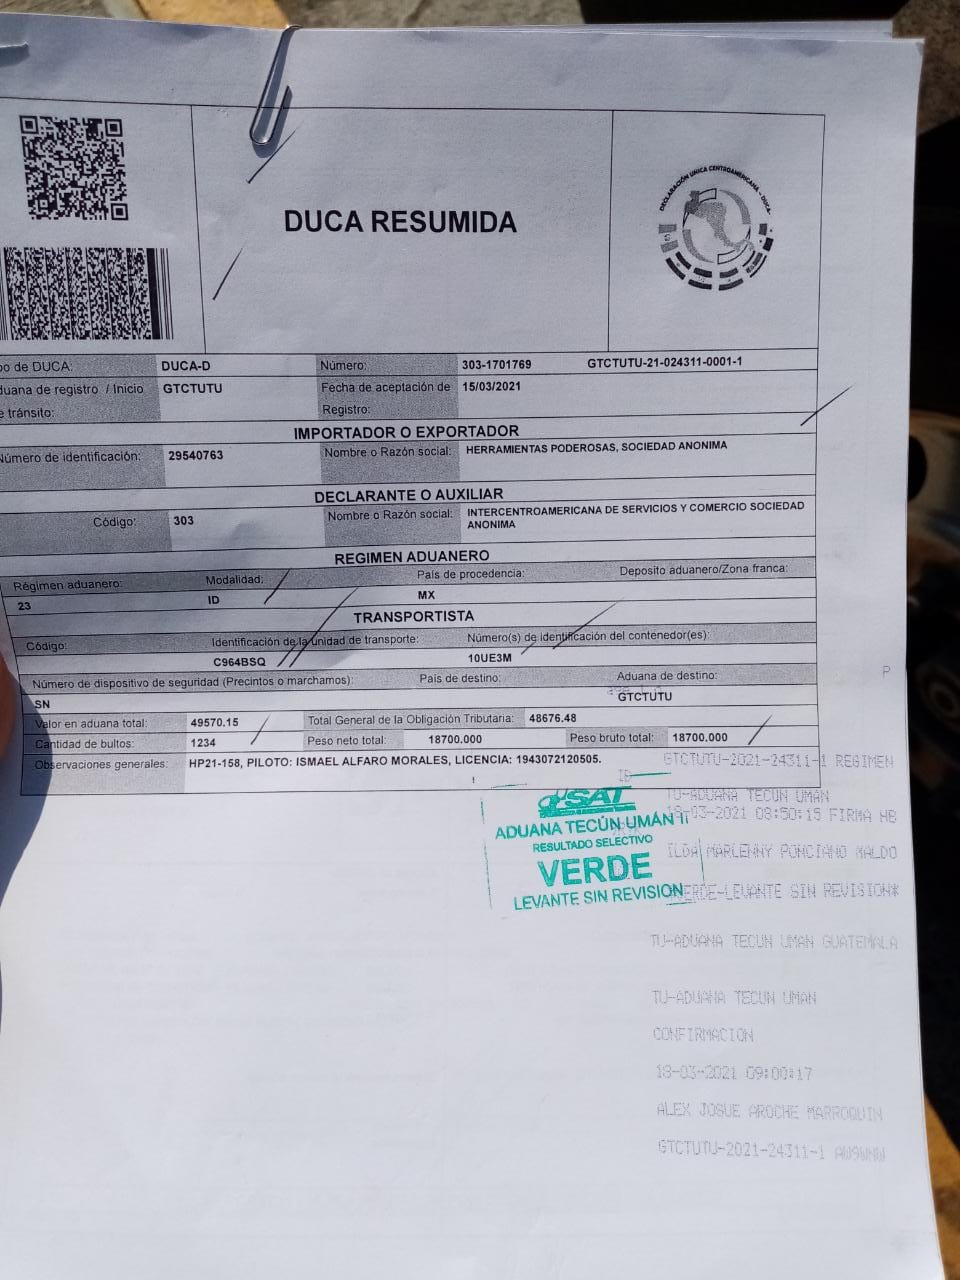 DECLARACIÓN ÚNICA CENTROAMERICANA - DUCA-
DUCA RESUMIDA
po de DUCA: DUCA-D Número: 303-1701769 GTCTUTU-21-024311-0001-1
duana de registro / Inicio GTCTUTU Fecha de aceptación de 15/03/2021
e tránsito: Registro:
IMPORTADOR O EXPORTADOR
Número de identificación: 29540763 Nombre o Razón social: HERRAMIENTAS PODEROSAS, SOCIEDAD ANONIMA
DECLARANTE O AUXILIAR
Código: 303 Nombre o Razón social: INTERCENTROAMERICANA DE SERVICIOS Y COMERCIO SOCIEDAD
ANONIMA
REGIMEN ADUANERO
Régimen aduanero: Modalidad: País de procedencia: Deposito aduanero/Zona franca:
23 ID MX
TRANSPORTISTA
Código: Identificación de la unidad de transporte: Número(s) de identificación del contenedor(es):
C964BSQ 10UE3M
Número de dispositivo de seguridad (Precintos o marchamos): País de destino: Aduana de destino:
SN GTCTUTU
Valor en aduana total: 49570.15 Total General de la Obligación Tributaria: 48676.48
Cantidad de bultos: 1234 Peso neto total: 18700.000 Peso bruto total: 18700.000
Observaciones generales: HP21-158, PILOTO: ISMAEL ALFARO MORALES, LICENCIA: 1943072120505.
P
GTCTUTU-2021-24311-1 REGIMEN
SAT
ADUANA TECÚN UMÁN II
RESULTADO SELECTIVO
VERDE
LEVANTE SIN REVISION
TU-ADUANA TECUN UMAN
18-03-2021 08:50:15 FIRMA HB
ILDA MARLENNY PONCIANO MALDO
VERDE-LEVANTE SIN REVISION*
TU-ADUANA TECUN UMAN GUATEMALA
TU-ADUANA TECUN UMAN
CONFIRMACION
18-03-2021 09:00:17
ALEX JOSUE AROCHE MARROQUIN
GTCTUTU-2021-24311-1